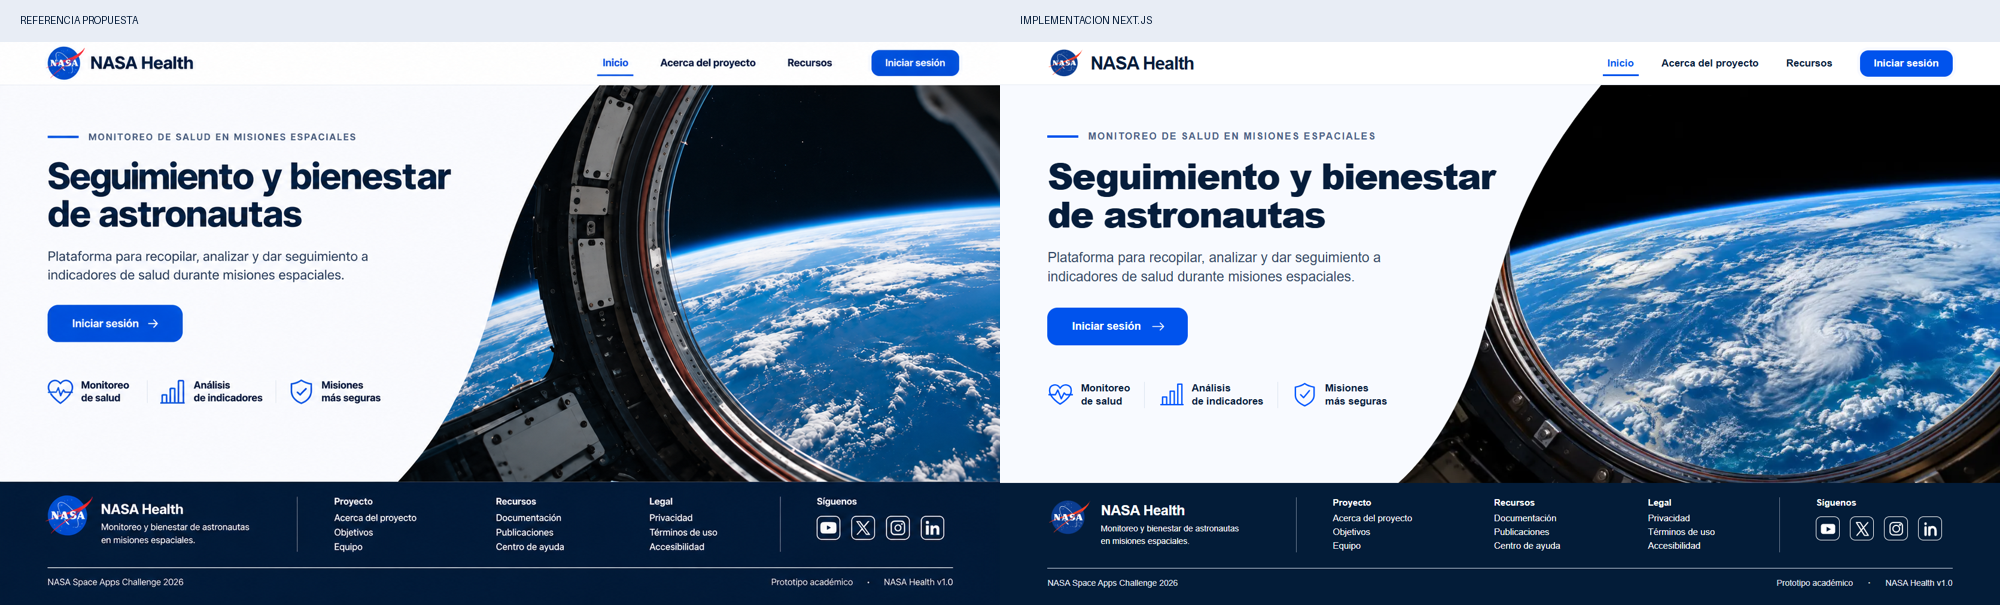 REFERENCIA PROPUESTA
NASA
NASA Health
Inicio
Acerca del proyecto
Recursos
Iniciar sesión
MONITOREO DE SALUD EN MISIONES ESPACIALES
Seguimiento y bienestar
de astronautas
Plataforma para recopilar, analizar y dar seguimiento a
indicadores de salud durante misiones espaciales.
Iniciar sesión
Monitoreo
de salud
Análisis
de indicadores
Misiones
más seguras
NASA
NASA Health
Monitoreo y bienestar de astronautas
en misiones espaciales.
Proyecto
Acerca del proyecto
Objetivos
Equipo
Recursos
Documentación
Publicaciones
Centro de ayuda
Legal
Privacidad
Términos de uso
Accesibilidad
Síguenos
NASA Space Apps Challenge 2026
Prototipo académico • NASA Health v1.0
IMPLEMENTACION NEXT.JS
NASA
NASA Health
Inicio
Acerca del proyecto
Recursos
Iniciar sesión
MONITOREO DE SALUD EN MISIONES ESPACIALES
Seguimiento y bienestar
de astronautas
Plataforma para recopilar, analizar y dar seguimiento a
indicadores de salud durante misiones espaciales.
Iniciar sesión
Monitoreo
de salud
Análisis
de indicadores
Misiones
más seguras
NASA
NASA Health
Monitoreo y bienestar de astronautas
en misiones espaciales.
Proyecto
Acerca del proyecto
Objetivos
Equipo
Recursos
Documentación
Publicaciones
Centro de ayuda
Legal
Privacidad
Términos de uso
Accesibilidad
Síguenos
NASA Space Apps Challenge 2026
Prototipo académico • NASA Health v1.0